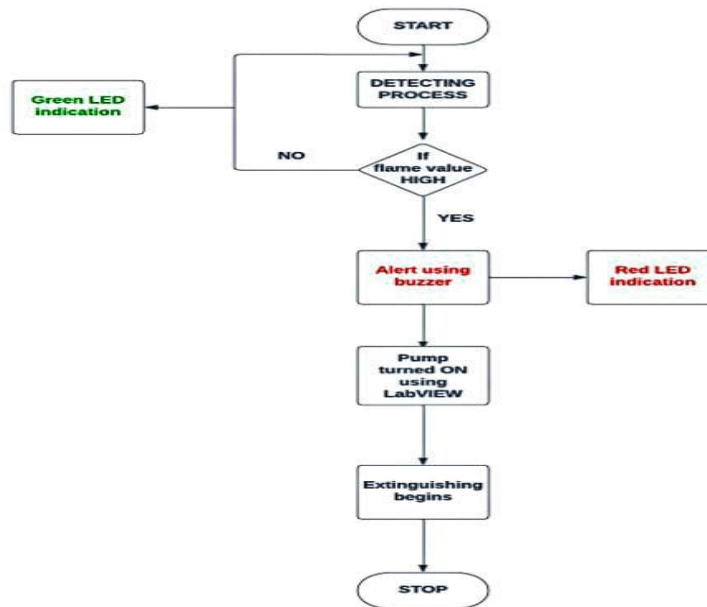 START
DETECTING
PROCESS
Green LED
indication
NO
If
flame value
HIGH
YES
Alert using
buzzer
Red LED
indication
Pump
turned ON
using
LabVIEW
Extinguishing
begins
STOP